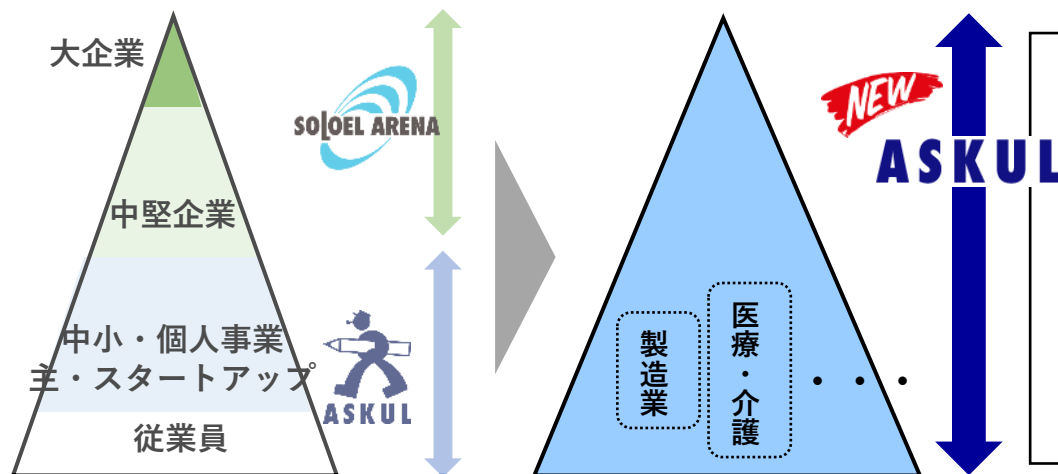 大企業
SOLOEL ARENA
中堅企業
中小・個人事業
主・スタートアップ
ASKUL
従業員
NEW
ASKUL
製造業
医療・介護
・・・